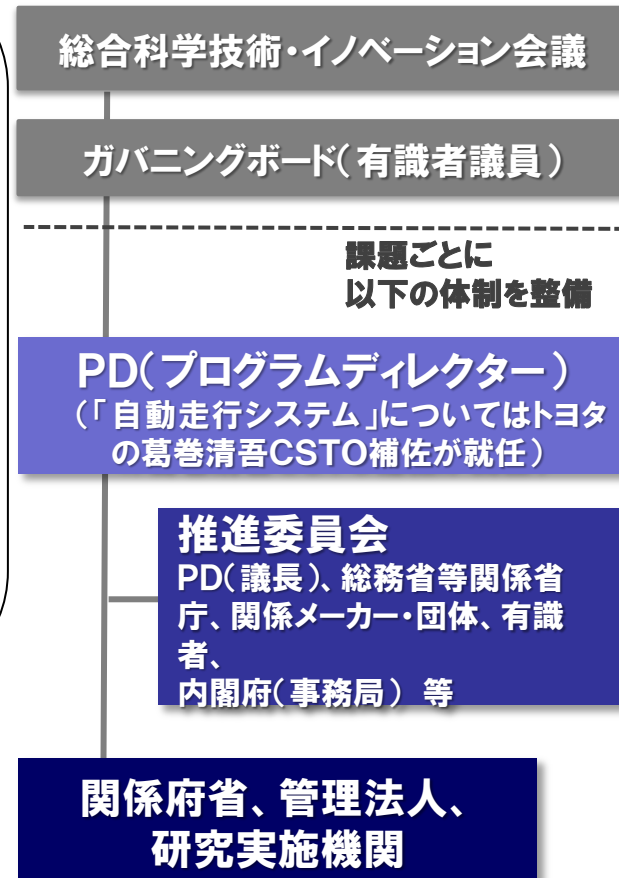 総合科学技術・イノベーション会議
ガバニングボード(有識者議員)
課題ごとに
以下の体制を整備
PD(プログラムディレクター)
(「自動走行システム」についてはトヨタ
の葛巻清吾CSTO補佐が就任)
推進委員会
PD(議長)、総務省等関係省
庁、関係メーカー・団体、有識
者、
内閣府(事務局) 等
関係府省、管理法人、
研究実施機関